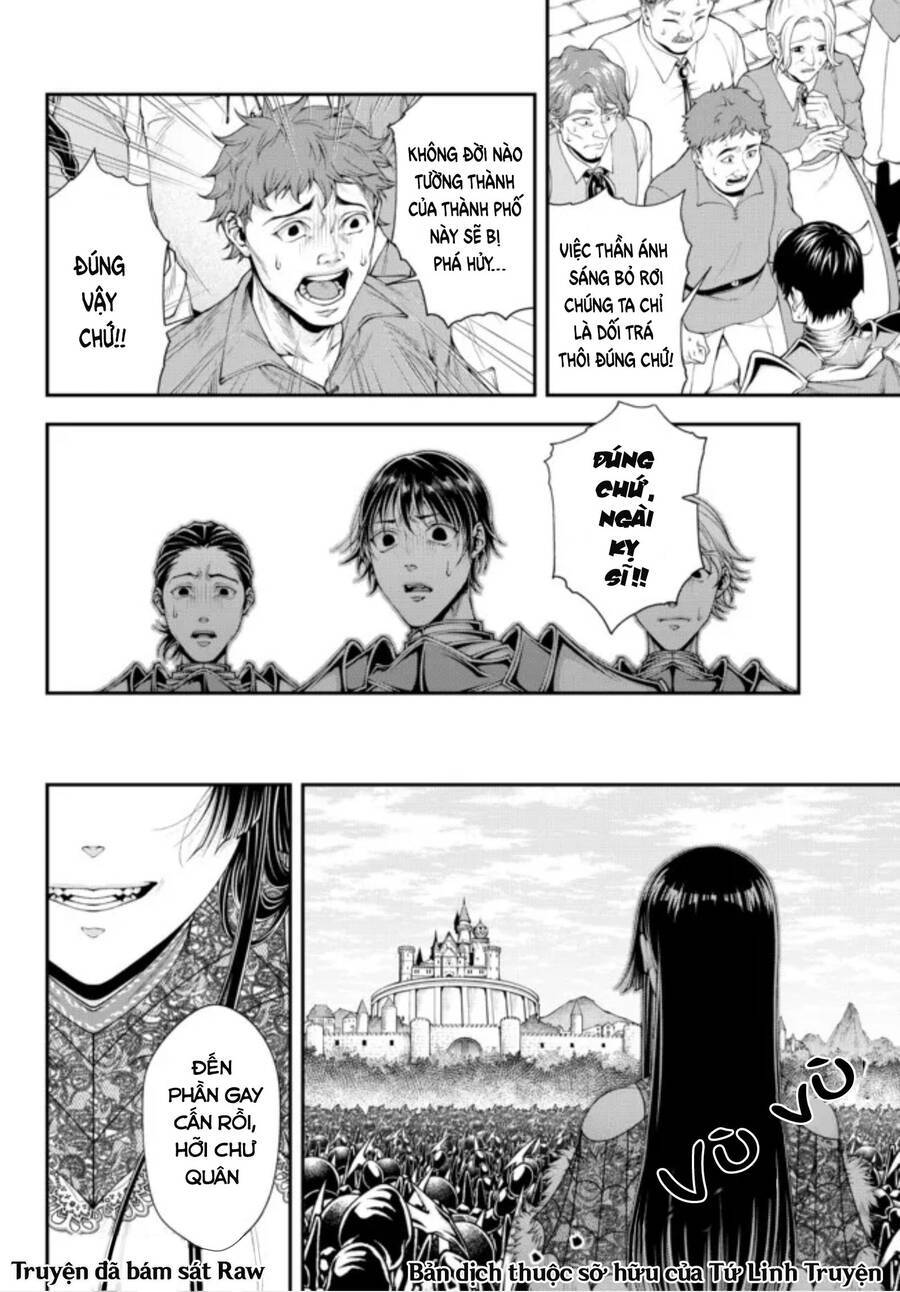 VIỆC THẦN ÁNH
SÁNG BỎ RƠI
CHÚNG TA CHỈ
LÀ DỐI TRÁ
THÔI ĐÚNG CHỨ!
KHÔNG ĐỜI NÀO
TƯỜNG THÀNH
CỦA THÀNH PHỐ
NÀY SẼ BỊ
PHÁ HỦY...
ĐÚNG
VẬY
CHỨ!!
ĐÚNG
CHỨ,
NGÀI
KỴ
SĨ!!
VÙ VÙ
ĐẾN
PHẦN GAY
CẤN RỒI,
HỠI CHƯ
QUÂN
Truyện đã bám sát Raw
Bản dịch thuộc sỡ hữu của Tứ Linh Truyện